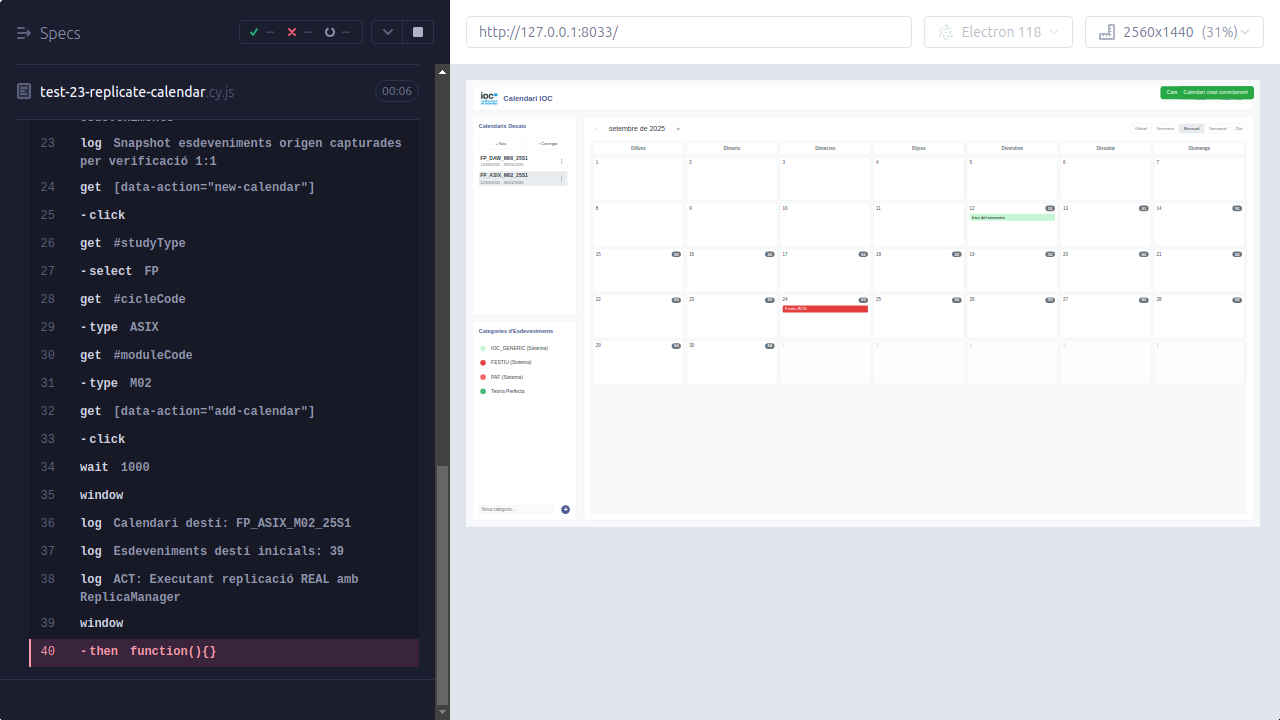 Specs
--
--
--
test-23-replicate-calendar.cy.js
00:06
23 log Snapshot esdeveniments origen capturades
per verificació 1:1
24 get [data-action="new-calendar"]
25 -click
26 get #studyType
27 -select FP
28 get #cicleCode
29 -type ASIX
30 get #moduleCode
31 -type M02
32 get [data-action="add-calendar"]
33 -click
34 wait 1000
35 window
36 log Calendari destí: FP_ASIX_M02_25S1
37 log Esdeveniments destí inicials: 39
38 log ACT: Executant replicació REAL amb
ReplicaManager
39 window
40 -then function(){}
http://127.0.0.1:8033/
Electron 118
2560x1440 (31%)
ioc
Calendari IOC
Calendari creat correctament
Calendaris Desats
FP_DAW_M06_25S1
FP_ASIX_M02_25S1
setembre de 2025
Global Semestre Mensual Setmanal Dia
Dilluns Dimarts Dimecres Dijous Divendres Dissabte Diumenge
1 2 3 4 5 6 7
8 9 10 11 12 13 14
Inici del semestre
15 16 17 18 19 20 21
22 23 24 25 26 27 28
29 30 1 2 3 4 5
Categories d'Esdeveniments
IOC_GENERIC (Sistema)
FESTIU (Sistema)
PAF (Sistema)
Teoria Perfecta
Nova categoria...